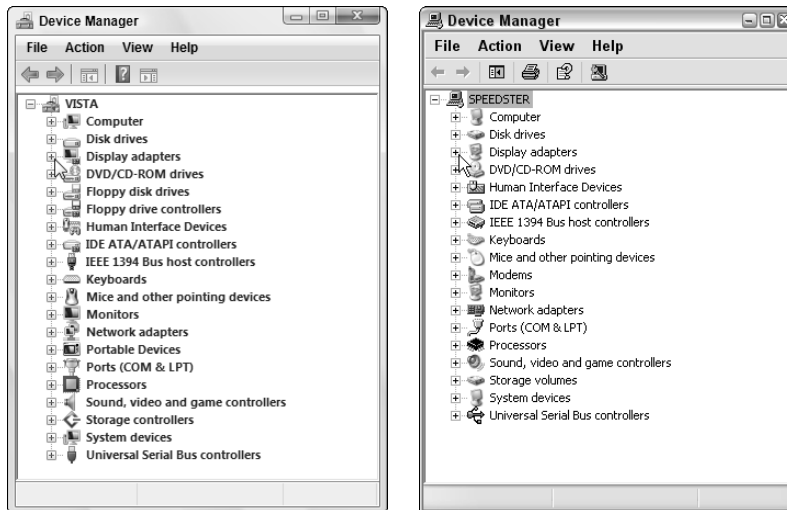 Device Manager
File Action View Help
VISTA
Computer
Disk drives
Display adapters
DVD/CD-ROM drives
Floppy disk drives
Floppy drive controllers
Human Interface Devices
IDE ATA/ATAPI controllers
IEEE 1394 Bus host controllers
Keyboards
Mice and other pointing devices
Monitors
Network adapters
Portable Devices
Ports (COM & LPT)
Processors
Sound, video and game controllers
Storage controllers
System devices
Universal Serial Bus controllers
Device Manager
File Action View Help
SPEEDSTER
Computer
Disk drives
Display adapters
DVD/CD-ROM drives
Human Interface Devices
IDE ATA/ATAPI controllers
IEEE 1394 Bus host controllers
Keyboards
Mice and other pointing devices
Modems
Monitors
Network adapters
Ports (COM & LPT)
Processors
Sound, video and game controllers
Storage volumes
System devices
Universal Serial Bus controllers